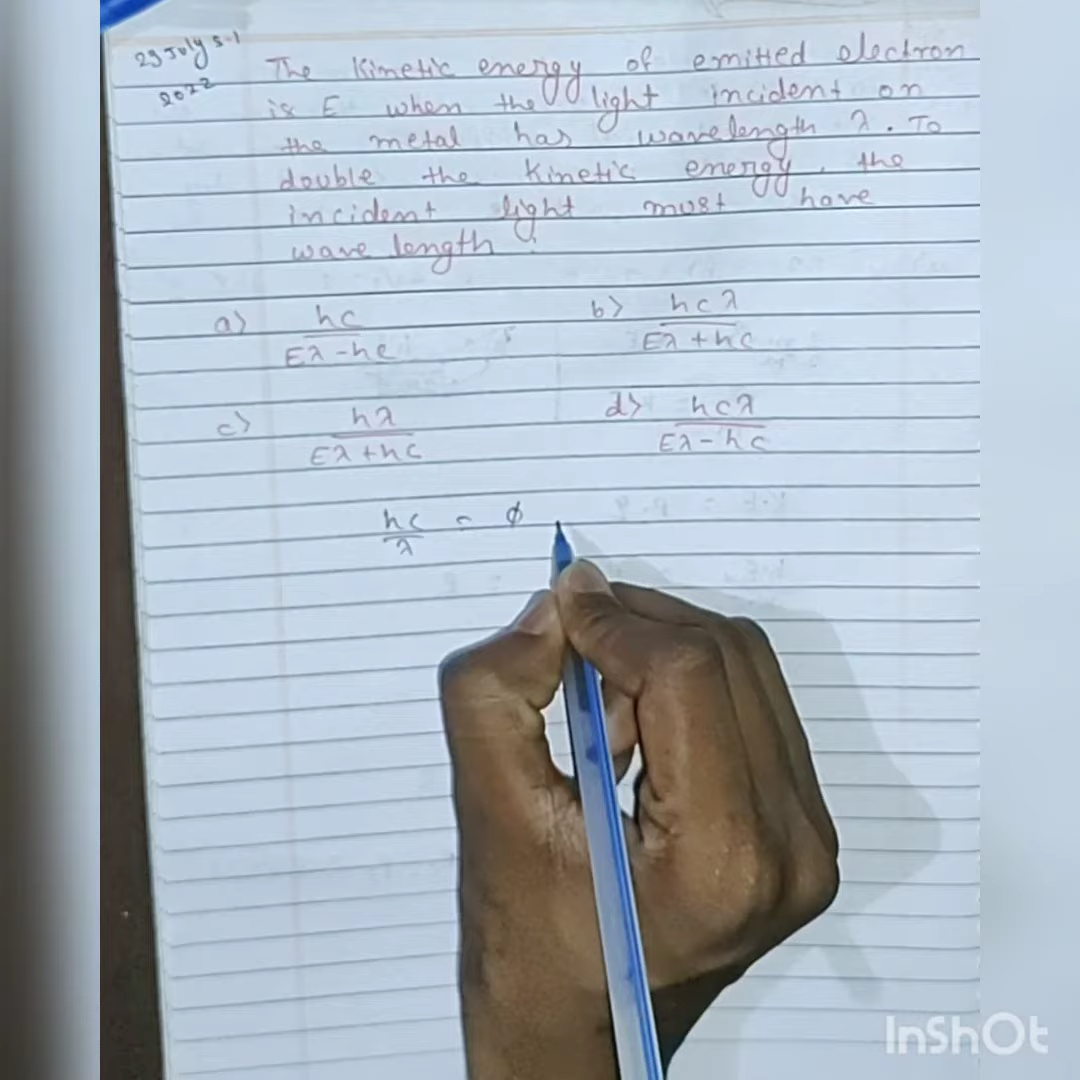 29 July S-1
2022
The Kinetic energy of emitted electron
is E when the light incident on
the metal has wavelength λ. To
double the Kinetic energy, the
incident light must have
wave length :
a> hc / Eλ - hc
b> hcλ / Eλ + hc
c> hλ / Eλ + hc
d> hcλ / Eλ - hc
hc / λ = φ
InShOt